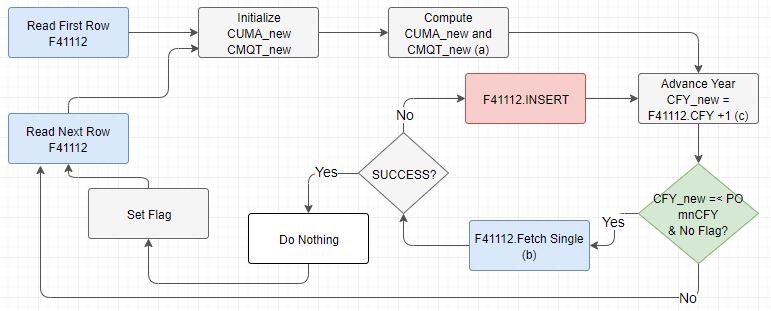 Read First Row
F41112
Initialize
CUMA_new
CMQT_new
Compute
CUMA_new and
CMQT_new (a)
F41112.INSERT
Advance Year
CFY_new =
F41112.CFY +1 (c)
No
Read Next Row
F41112
Yes
SUCCESS?
Set Flag
Do Nothing
F41112.Fetch Single
(b)
Yes
CFY_new =< PO
mnCFY
& No Flag?
No